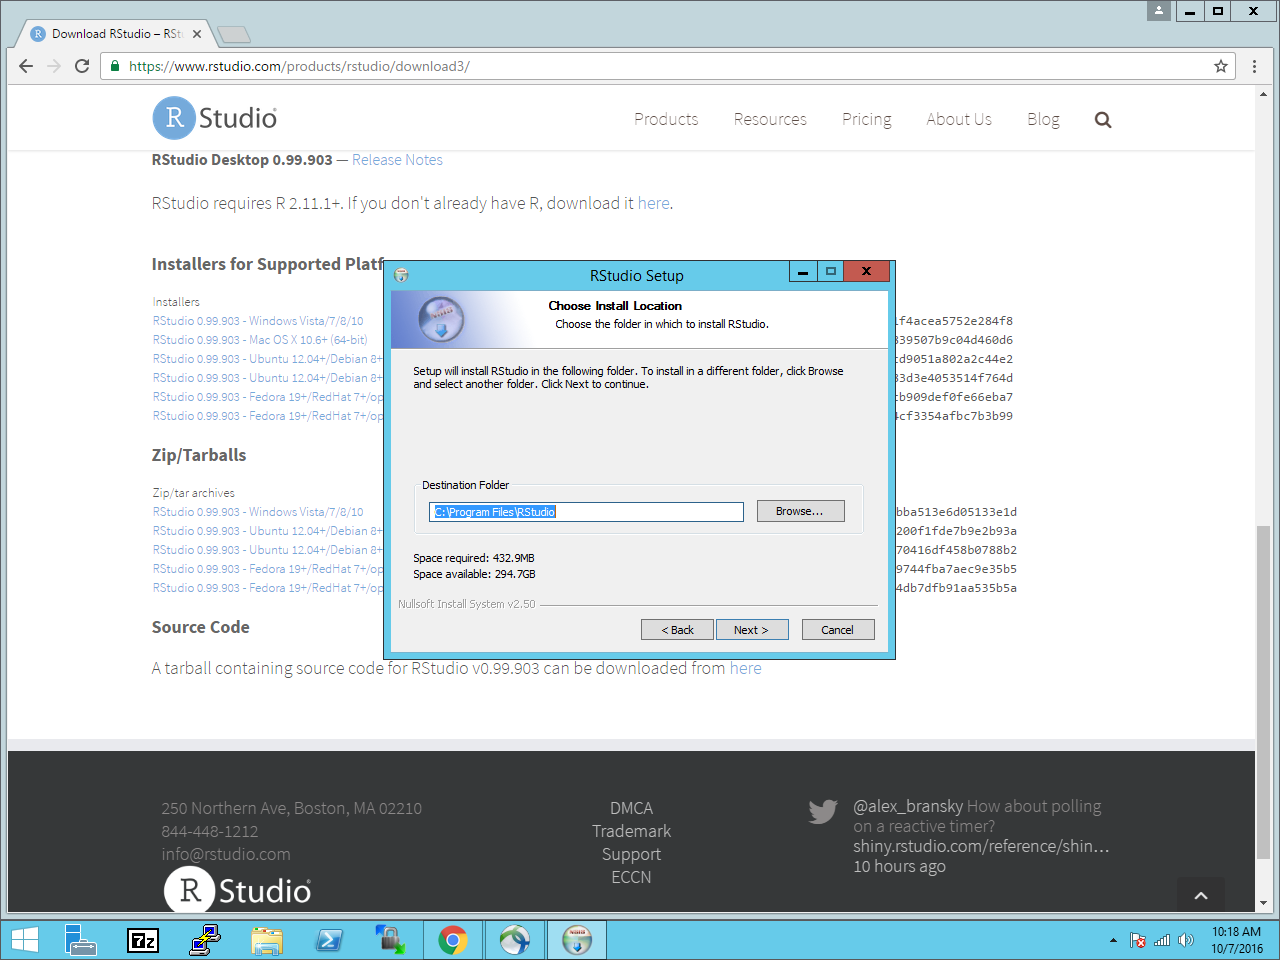 Download RStudio – RStu
https://www.rstudio.com/products/rstudio/download3/
R Studio
Products
Resources
Pricing
About Us
Blog
RStudio Desktop 0.99.903 — Release Notes
RStudio requires R 2.11.1+. If you don't already have R, download it here.
Installers for Supported Platf
Installers
RStudio 0.99.903 - Windows Vista/7/8/10
1f4acea5752e284f8
RStudio 0.99.903 - Mac OS X 10.6+ (64-bit)
339507b9c04d460d6
RStudio 0.99.903 - Ubuntu 12.04+/Debian 8+
cd9051a802a2c44e2
RStudio 0.99.903 - Ubuntu 12.04+/Debian 8+
83d3e4053514f764d
RStudio 0.99.903 - Fedora 19+/RedHat 7+/op
cb909def0fe66eba7
RStudio 0.99.903 - Fedora 19+/RedHat 7+/op
4cf3354afbc7b3b99
Zip/Tarballs
Zip/tar archives
RStudio 0.99.903 - Windows Vista/7/8/10
bba513e6d05133e1d
RStudio 0.99.903 - Ubuntu 12.04+/Debian 8+
200f1fde7b9e2b93a
RStudio 0.99.903 - Ubuntu 12.04+/Debian 8+
70416df458b0788b2
RStudio 0.99.903 - Fedora 19+/RedHat 7+/op
9744fba7aec9e35b5
RStudio 0.99.903 - Fedora 19+/RedHat 7+/op
4db7dfb91aa535b5a
Source Code
A tarball containing source code for RStudio v0.99.903 can be downloaded from here
RStudio Setup
Choose Install Location
Choose the folder in which to install RStudio.
Setup will install RStudio in the following folder. To install in a different folder, click Browse
and select another folder. Click Next to continue.
Destination Folder
C:\Program Files\RStudio
Browse...
Space required: 432.9MB
Space available: 294.7GB
Nullsoft Install System v2.50
< Back
Next >
Cancel
250 Northern Ave, Boston, MA 02210
844-448-1212
info@rstudio.com
R Studio
DMCA
Trademark
Support
ECCN
@alex_bransky How about polling
on a reactive timer?
shiny.rstudio.com/reference/shin…
10 hours ago
7z
10:18 AM
10/7/2016